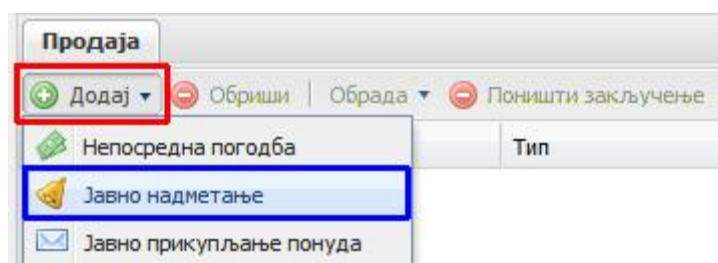 Продаја
Додај Обриши Обрада Поништи закључење
Непосредна погодба Тип
Јавно надметање
Јавно прикупљање понуда